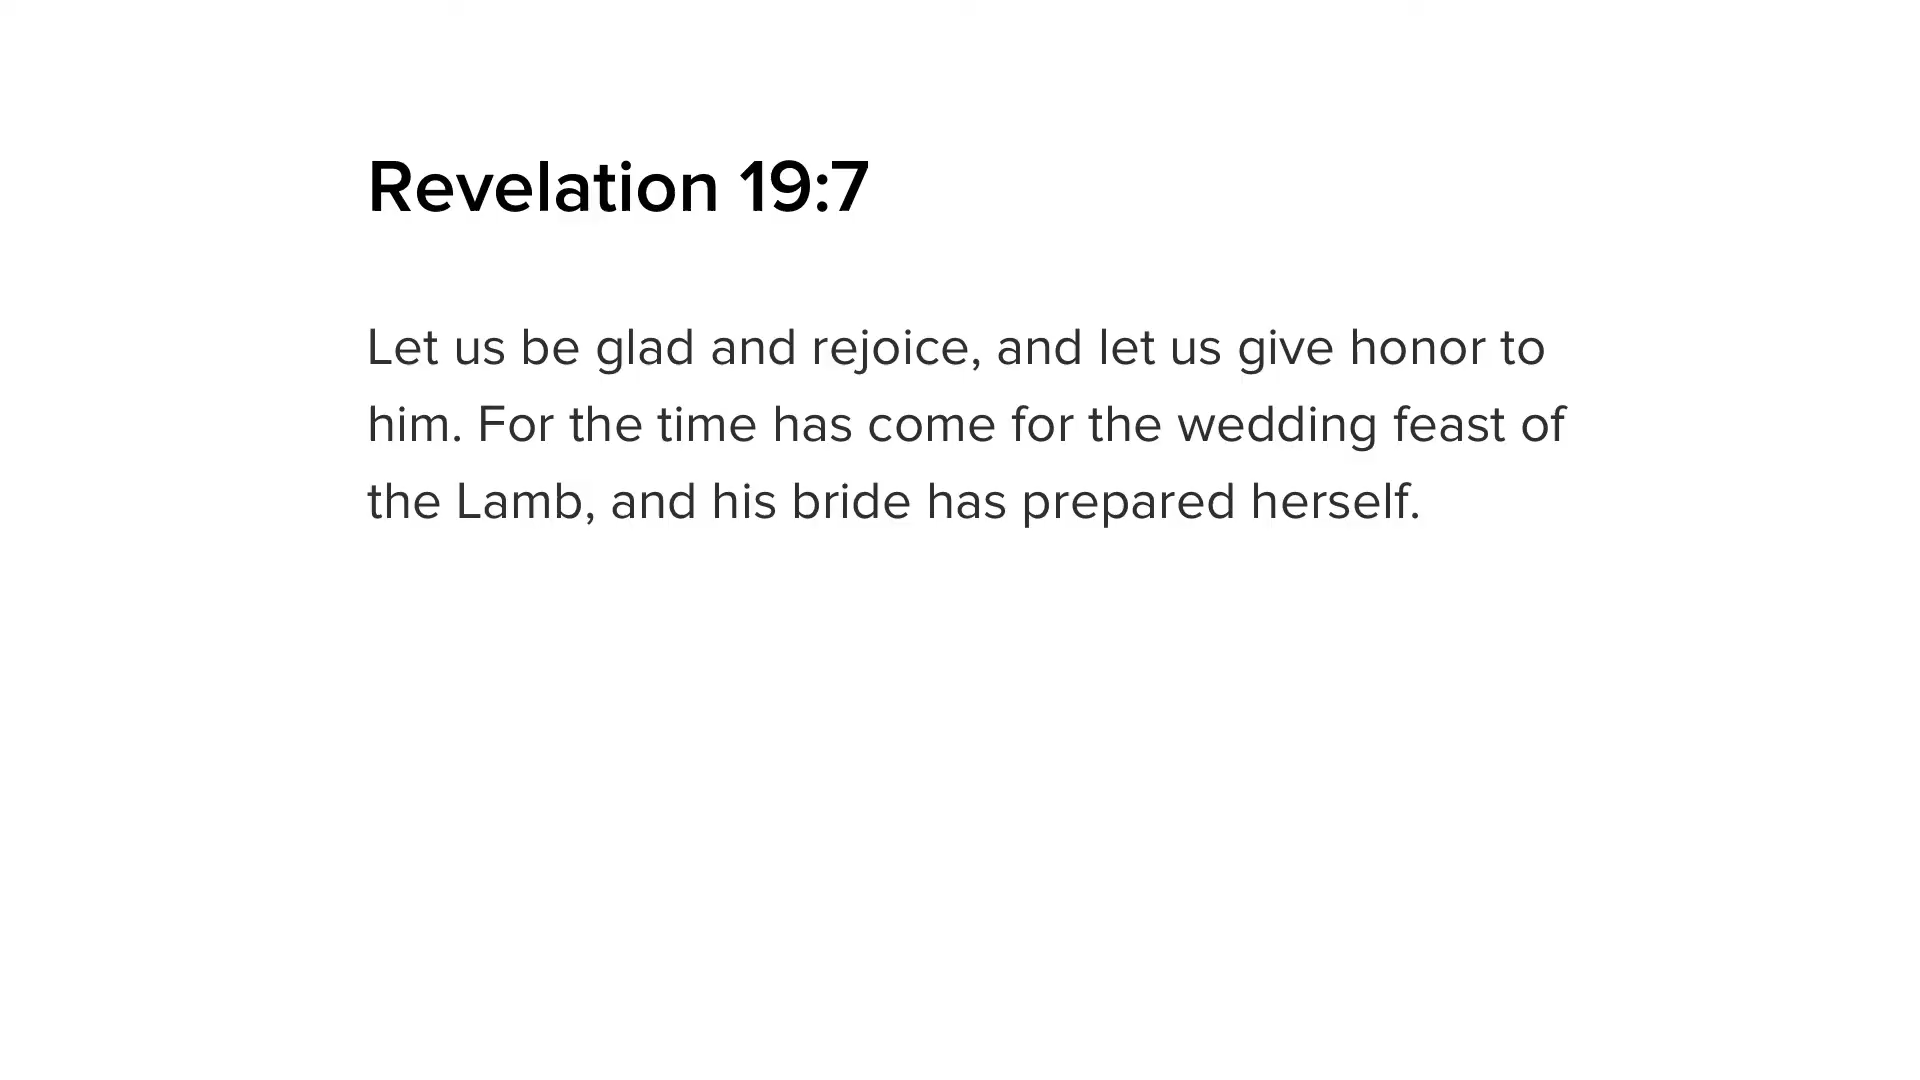 Revelation 19:7
Let us be glad and rejoice, and let us give honor to
him. For the time has come for the wedding feast of
the Lamb, and his bride has prepared herself.